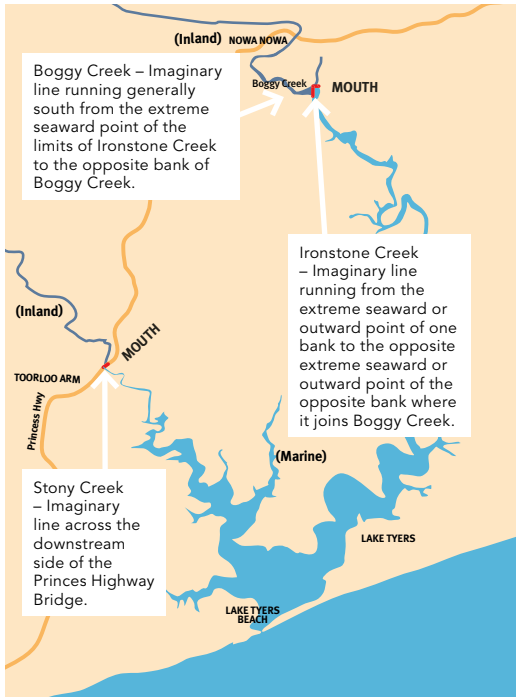 (Inland) NOWA NOWA
Boggy Creek – Imaginary
line running generally
south from the extreme
seaward point of the
limits of Ironstone Creek
to the opposite bank of
Boggy Creek.
Boggy Creek
MOUTH
Ironstone Creek
– Imaginary line
running from the
extreme seaward or
outward point of one
bank to the opposite
extreme seaward or
outward point of the
opposite bank where
it joins Boggy Creek.
(Inland)
MOUTH
TOORLOO ARM
Princess Hwy
(Marine)
Stony Creek
– Imaginary
line across the
downstream
side of the
Princes Highway
Bridge.
LAKE TYERS
LAKE TYERS
BEACH